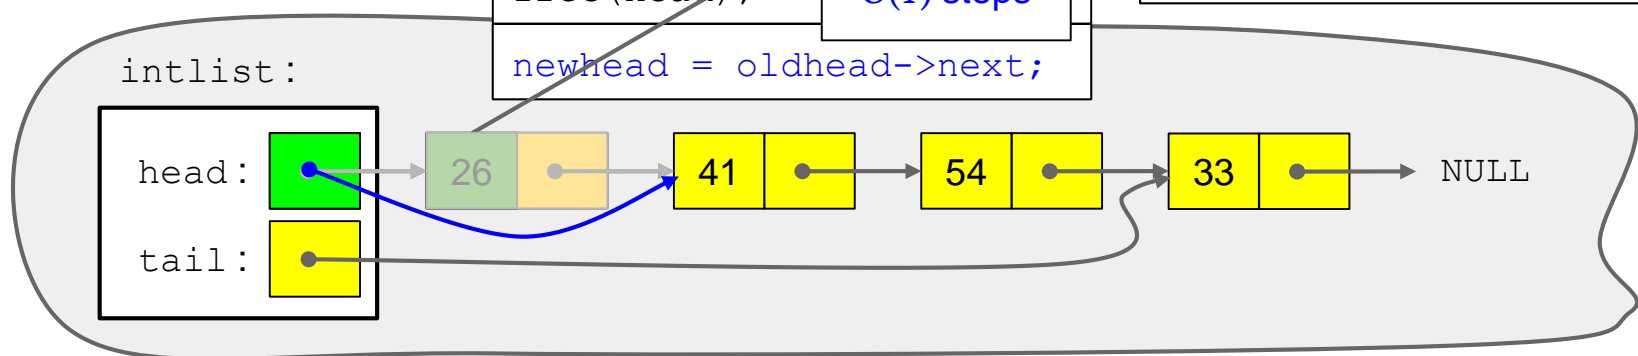 newhead = oldhead->next;
intlist:
head:
26
41
54
33
NULL
tail: